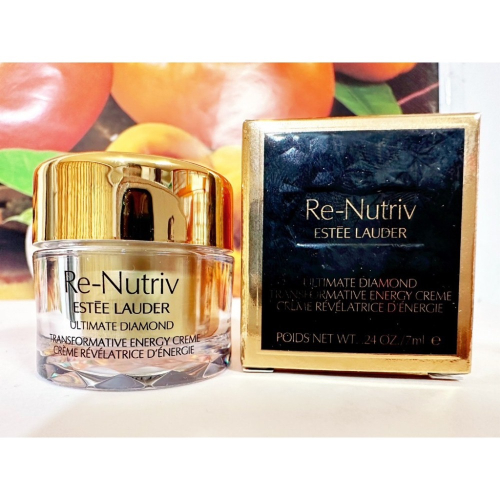 Re-Nutriv
ESTĒE LAUDER
ULTIMATE DIAMOND
TRANSFORMATIVE ENERGY CREME
CRÈME RÉVÉLATRICE D'ÉNERGIE
Re-Nutriv
ESTĒE LAUDER
ULTIMATE DIAMOND
TRANSFORMATIVE ENERGY CREME
CRÈME RÉVÉLATRICE D'ÉNERGIE
POIDS NET WT. .24 OZ./7ml ℮